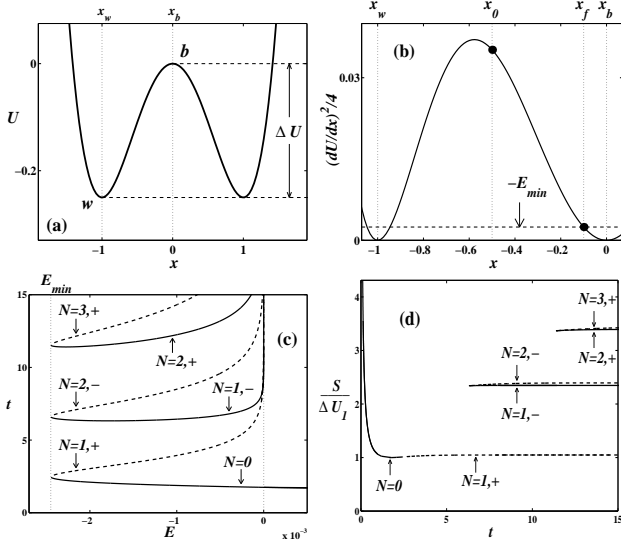 x_w x_b
0
−0.2
U
b
ΔU
w
(a)
−1 0 1
x
x_w x_0 x_f x_b
(b)
0.03
0
(dU/dx)^2/4
−E_min
−1 −0.8 −0.6 −0.4 −0.2 0
x
E_min
15
10
5
0
t
N=3,+
(c)
N=2,+
N=2,−
N=1,−
N=1,+
N=0
−2 −1 0
E
x 10^−3
4
3
2
1
0
S
ΔU_I
(d)
N=3,+
N=2,+
N=2,−
N=1,−
N=0
N=1,+
0 5 10 15
t